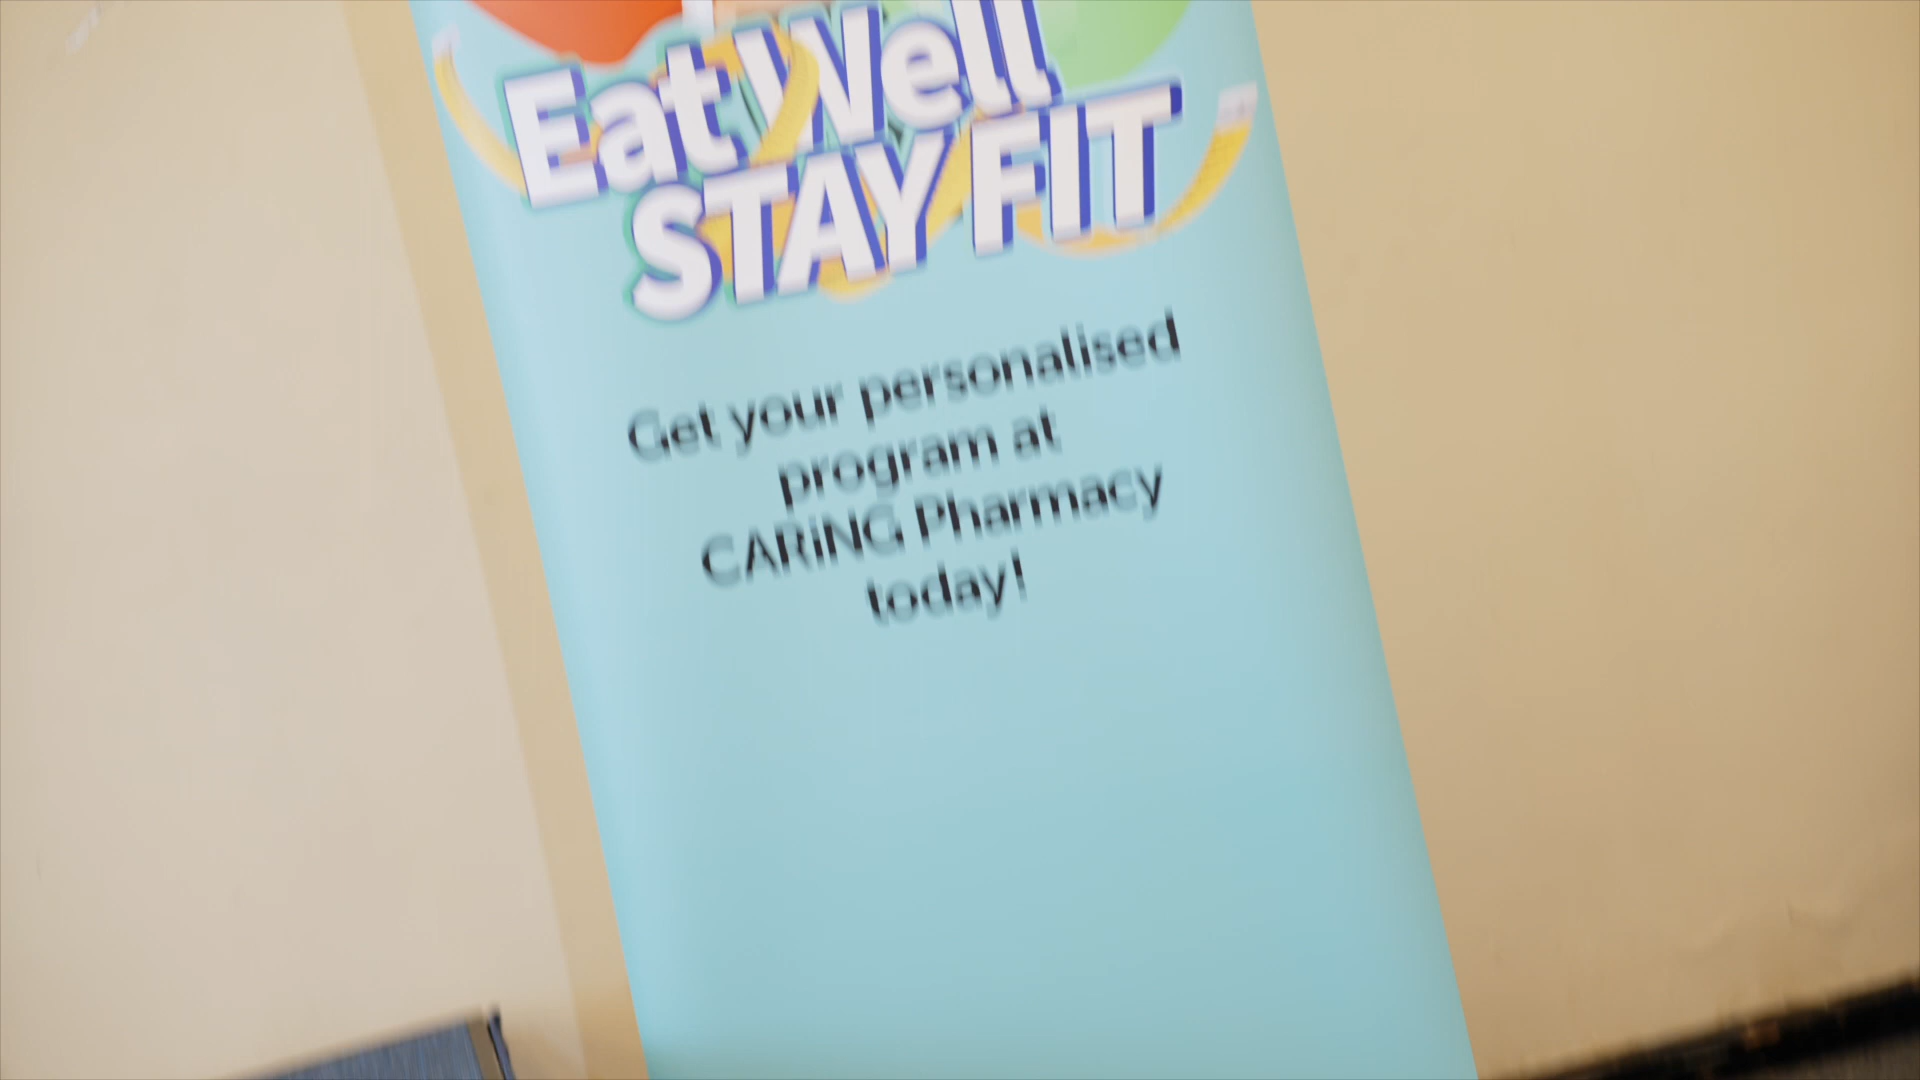 Eat Well
STAY FIT
Get your personalised
program at
CARiNG Pharmacy
today!